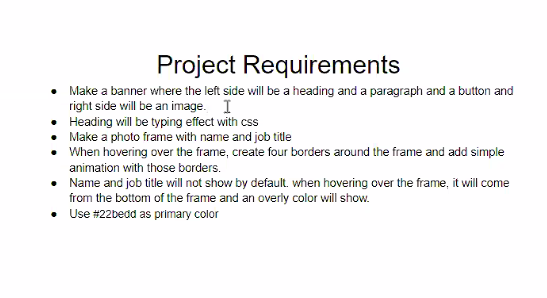 Project Requirements
● Make a banner where the left side will be a heading and a paragraph and a button and
right side will be an image.
● Heading will be typing effect with css
● Make a photo frame with name and job title
● When hovering over the frame, create four borders around the frame and add simple
animation with those borders.
● Name and job title will not show by default. when hovering over the frame, it will come
from the bottom of the frame and an overly color will show.
● Use #22bedd as primary color